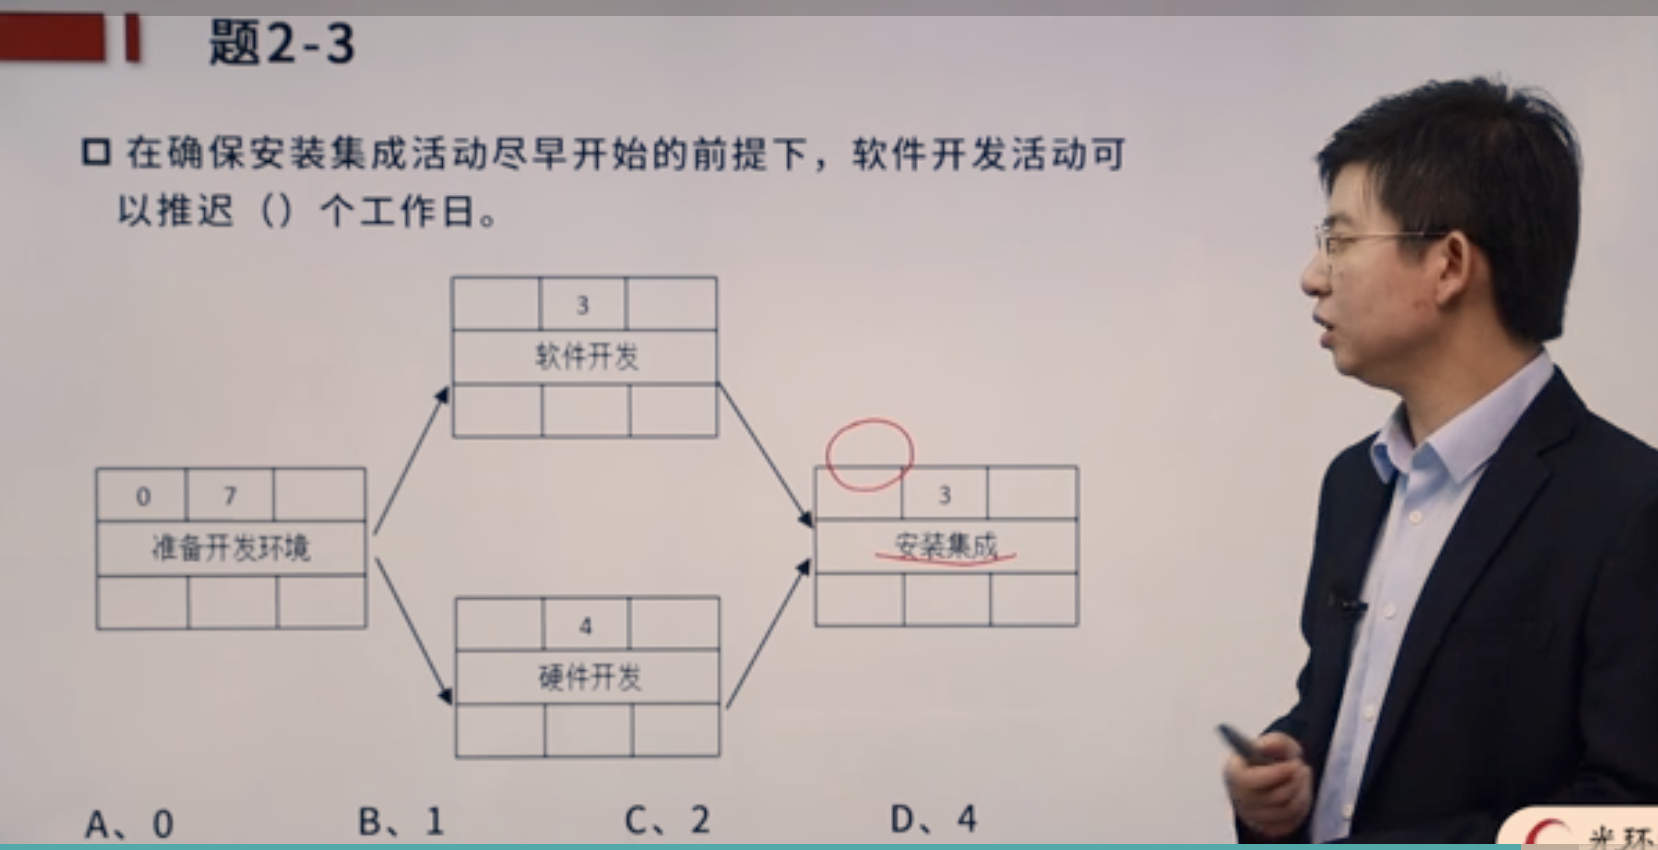 题2-3
在确保安装集成活动尽早开始的前提下，软件开发活动可
以推迟（）个工作日。
3
软件开发
0 7
准备开发环境
3
安装集成
4
硬件开发
A、0 B、1 C、2 D、4
光环